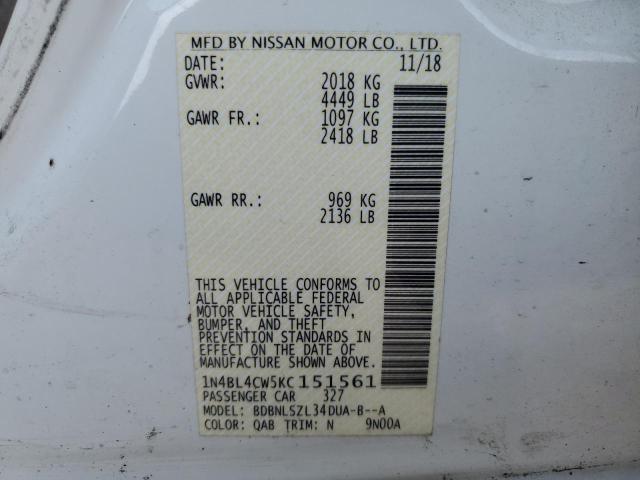 MFD BY NISSAN MOTOR CO., LTD.
DATE: 11/18
GVWR: 2018 KG
4449 LB
GAWR FR.: 1097 KG
2418 LB
GAWR RR.: 969 KG
2136 LB
THIS VEHICLE CONFORMS TO
ALL APPLICABLE FEDERAL
MOTOR VEHICLE SAFETY,
BUMPER, AND THEFT
PREVENTION STANDARDS IN
EFFECT ON THE DATE OF
MANUFACTURE SHOWN ABOVE.
1N4BL4CW5KC151561
PASSENGER CAR 327
MODEL: BDBNLSZL34DUA-B--A
COLOR: QAB TRIM: N 9N00A